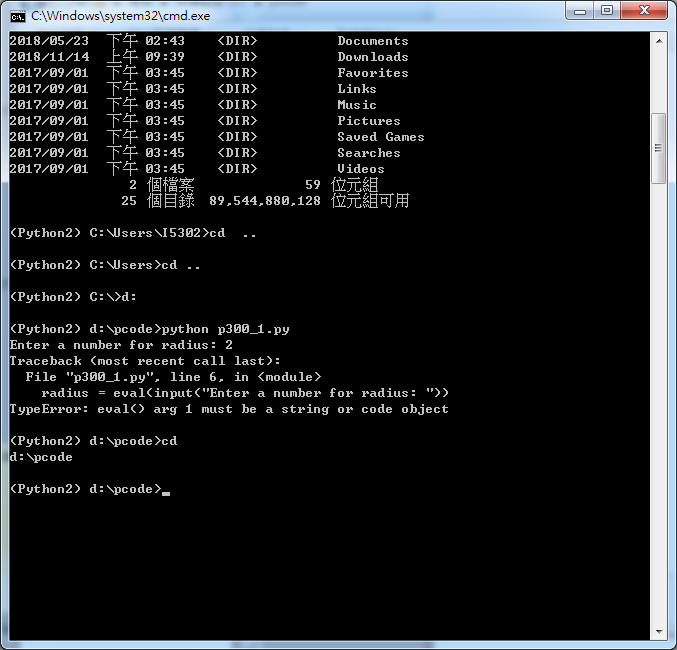 C:\Windows\system32\cmd.exe
2018/05/23  下午 02:43    <DIR>          Documents
2018/11/14  上午 09:39    <DIR>          Downloads
2017/09/01  下午 03:45    <DIR>          Favorites
2017/09/01  下午 03:45    <DIR>          Links
2017/09/01  下午 03:45    <DIR>          Music
2017/09/01  下午 03:45    <DIR>          Pictures
2017/09/01  下午 03:45    <DIR>          Saved Games
2017/09/01  下午 03:45    <DIR>          Searches
2017/09/01  下午 03:45    <DIR>          Videos
2 個檔案              59 位元組
25 個目錄  89,544,880,128 位元組可用
(Python2) C:\Users\I5302>cd  ..
(Python2) C:\Users>cd ..
(Python2) C:\>d:
(Python2) d:\pcode>python p300_1.py
Enter a number for radius: 2
Traceback (most recent call last):
  File "p300_1.py", line 6, in <module>
    radius = eval(input("Enter a number for radius: "))
TypeError: eval() arg 1 must be a string or code object
(Python2) d:\pcode>cd
d:\pcode
(Python2) d:\pcode>